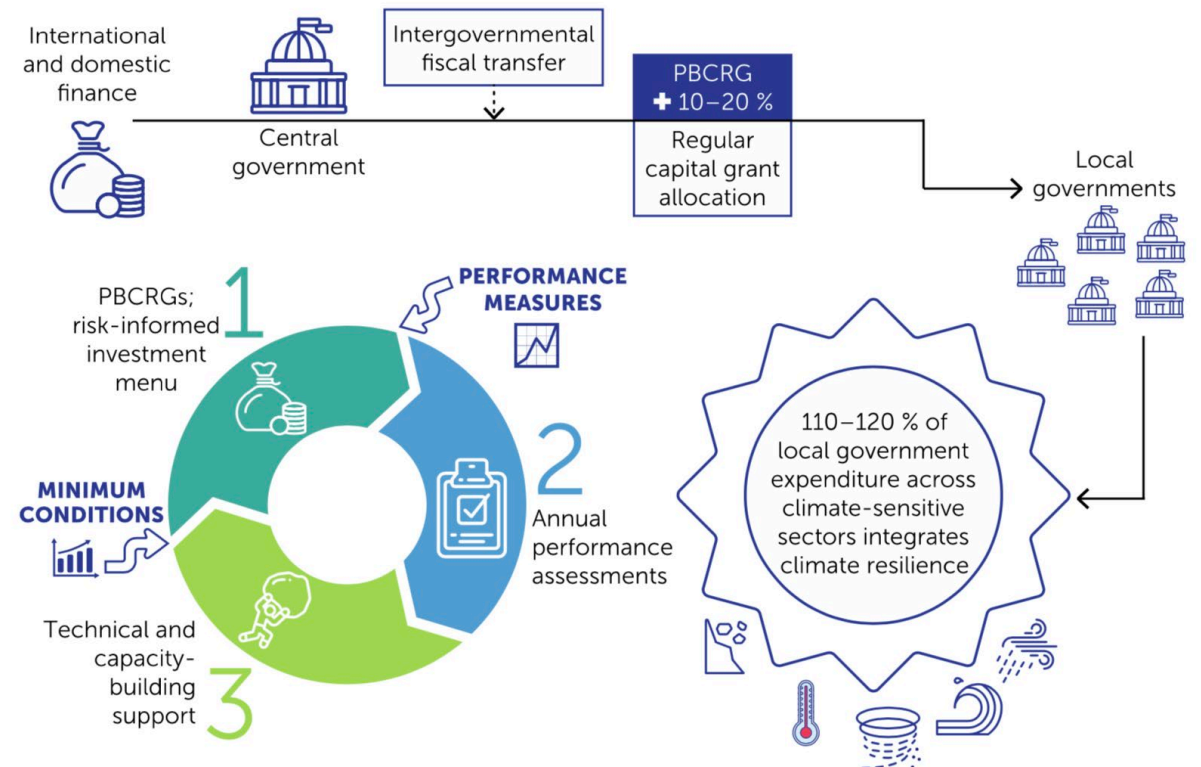 International
and domestic
finance
Central
government
Intergovernmental
fiscal transfer
PBCRG
+ 10–20 %
Regular
capital grant
allocation
Local
governments
1
PBCRGs;
risk-informed
investment
menu
PERFORMANCE
MEASURES
2
Annual
performance
assessments
MINIMUM
CONDITIONS
Technical and
capacity-
building
support
3
110–120 % of
local government
expenditure across
climate-sensitive
sectors integrates
climate resilience